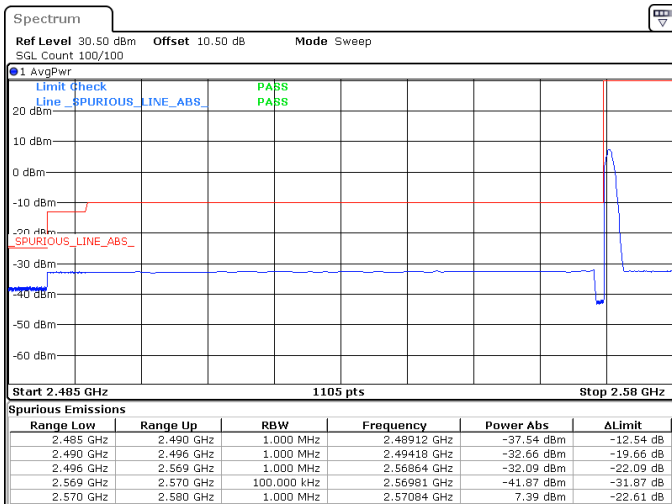 Spectrum
Ref Level 30.50 dBm Offset 10.50 dB Mode Sweep
SGL Count 100/100
1 AvgPwr
Limit Check PASS
Line _SPURIOUS_LINE_ABS_ PASS
20 dBm
10 dBm
0 dBm
-10 dBm
-20 dBm
_SPURIOUS_LINE_ABS_
-30 dBm
-40 dBm
-50 dBm
-60 dBm
Start 2.485 GHz 1105 pts Stop 2.58 GHz
Spurious Emissions
Range Low Range Up RBW Frequency Power Abs ΔLimit
2.485 GHz 2.490 GHz 1.000 MHz 2.48912 GHz -37.54 dBm -12.54 dB
2.490 GHz 2.496 GHz 1.000 MHz 2.49418 GHz -32.66 dBm -19.66 dB
2.496 GHz 2.569 GHz 1.000 MHz 2.56864 GHz -32.09 dBm -22.09 dB
2.569 GHz 2.570 GHz 100.000 kHz 2.56981 GHz -41.87 dBm -31.87 dB
2.570 GHz 2.580 GHz 1.000 MHz 2.57084 GHz 7.39 dBm -22.61 dB